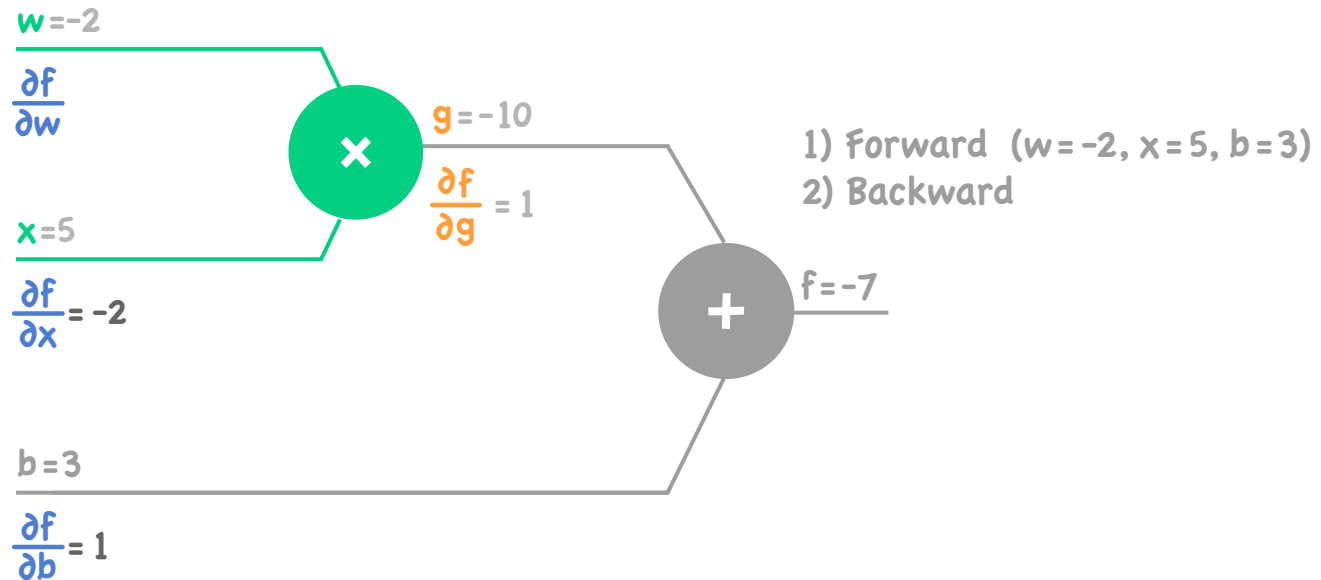 w=-2
∂f
∂w
×
g=-10
∂f
∂g
= 1
1) Forward (w=-2, x=5, b=3)
2) Backward
x=5
∂f
∂x
= -2
+
f=-7
b=3
∂f
∂b
= 1